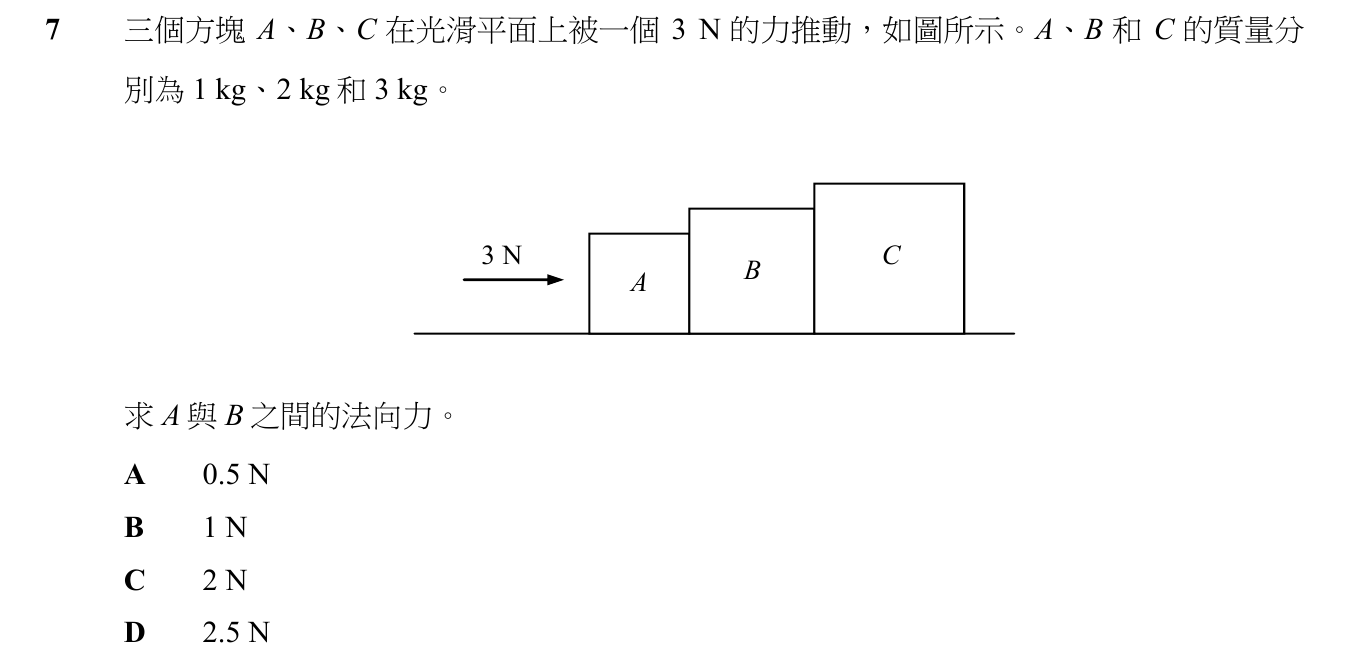 7 三個方塊 A、B、C 在光滑平面上被一個 3 N 的力推動，如圖所示。A、B 和 C 的質量分
別為 1 kg、2 kg 和 3 kg。
3 N
A
B
C
求 A 與 B 之間的法向力。
A 0.5 N
B 1 N
C 2 N
D 2.5 N